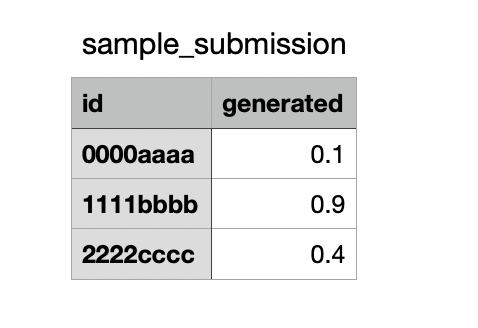 sample_submission
id generated
0000aaaa 0.1
1111bbbb 0.9
2222cccc 0.4